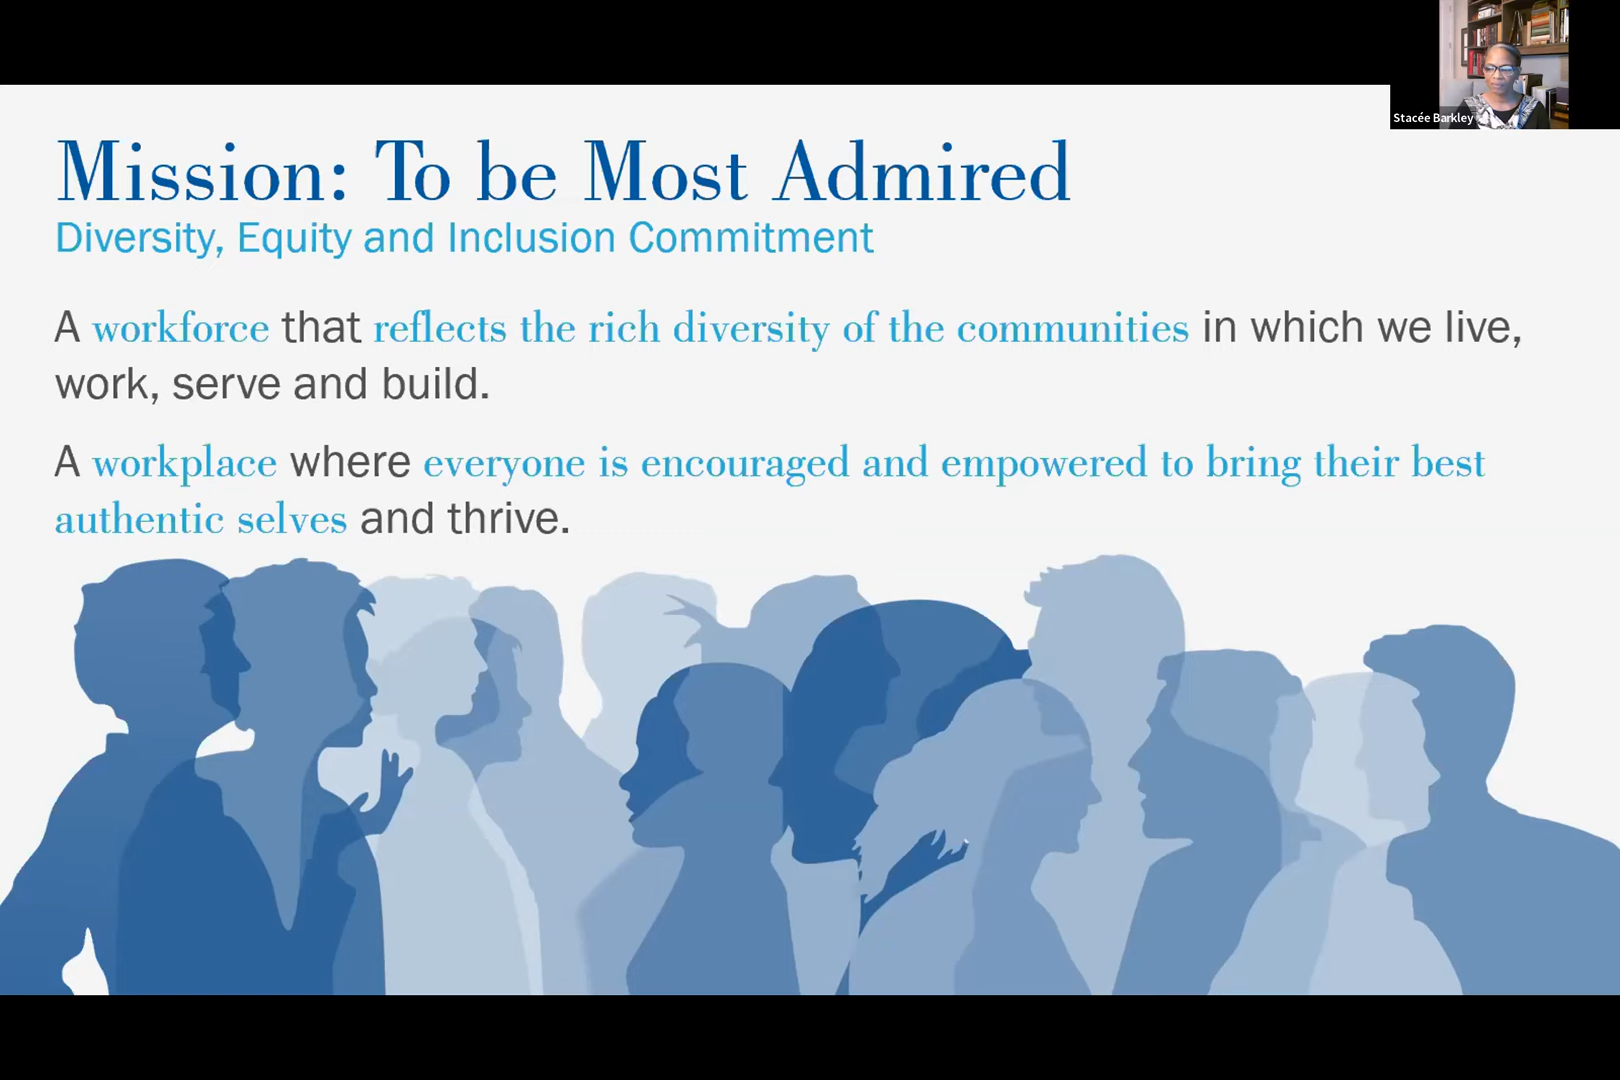 Stacée Barkley
Mission: To be Most Admired
Diversity, Equity and Inclusion Commitment
A workforce that reflects the rich diversity of the communities in which we live,
work, serve and build.
A workplace where everyone is encouraged and empowered to bring their best
authentic selves and thrive.